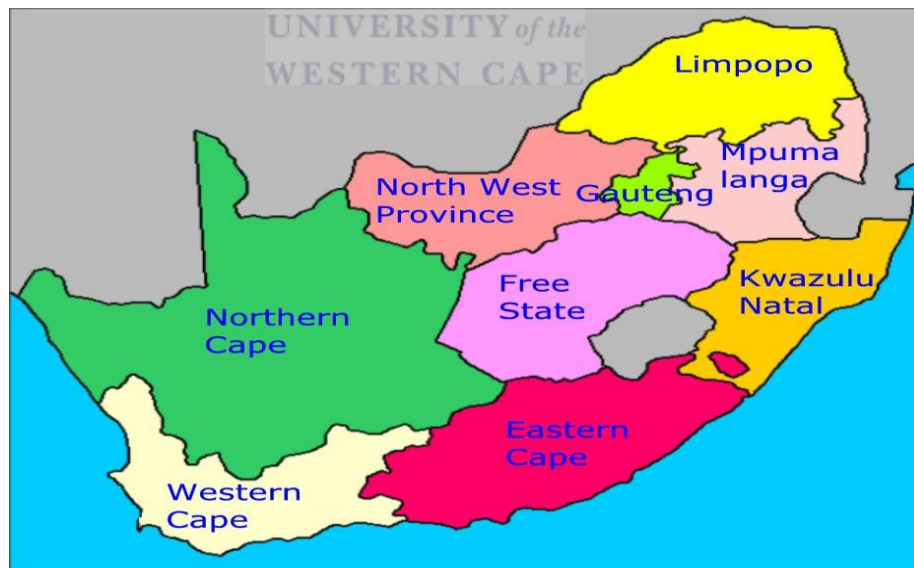 UNIVERSITY of the
WESTERN CAPE
Limpopo
Mpuma
langa
North West
Province
Gauteng
Free
State
Kwazulu
Natal
Northern
Cape
Eastern
Cape
Western
Cape